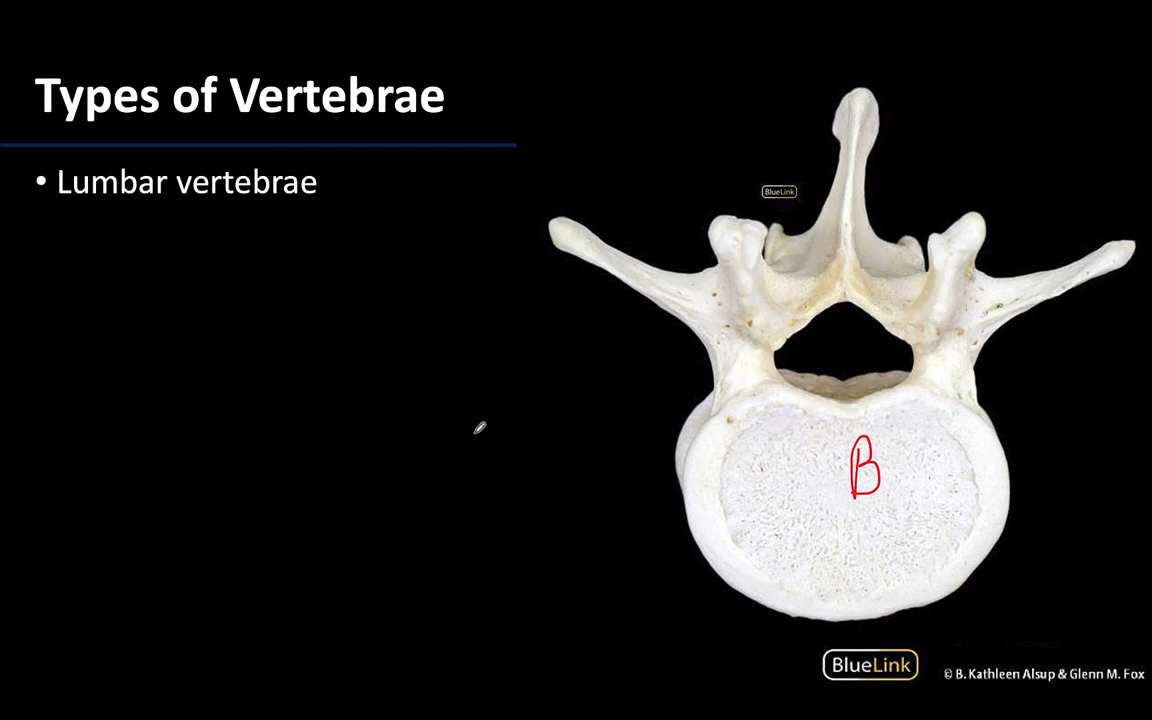 Types of Vertebrae
• Lumbar vertebrae
BlueLink
B
BlueLink
© B. Kathleen Alsup & Glenn M. Fox